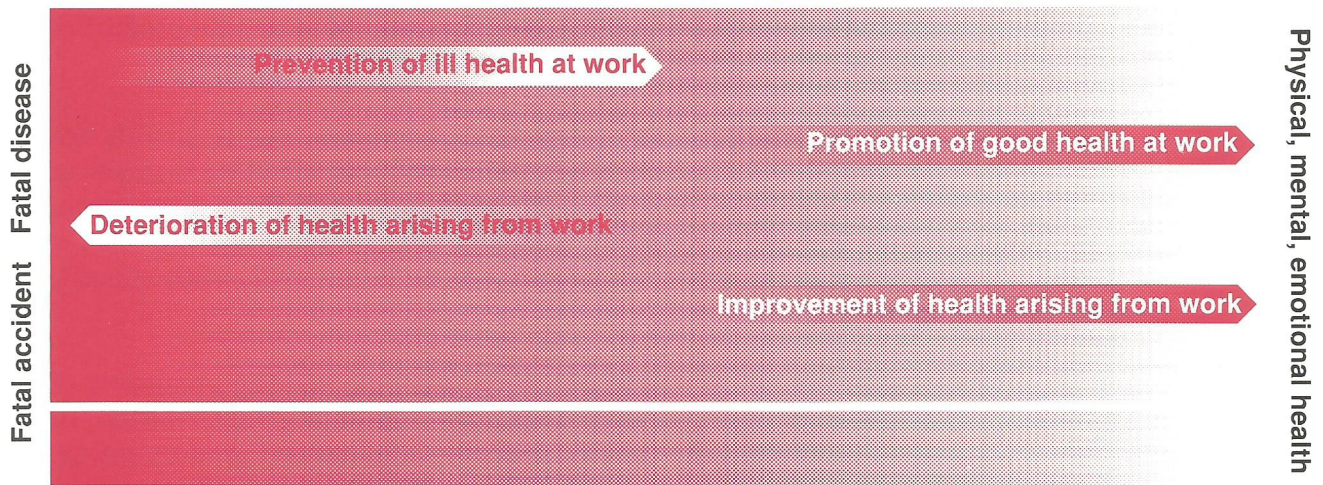 Prevention of ill health at work
Promotion of good health at work
Deterioration of health arising from work
Improvement of health arising from work
Fatal accident Fatal disease
Physical, mental, emotional health